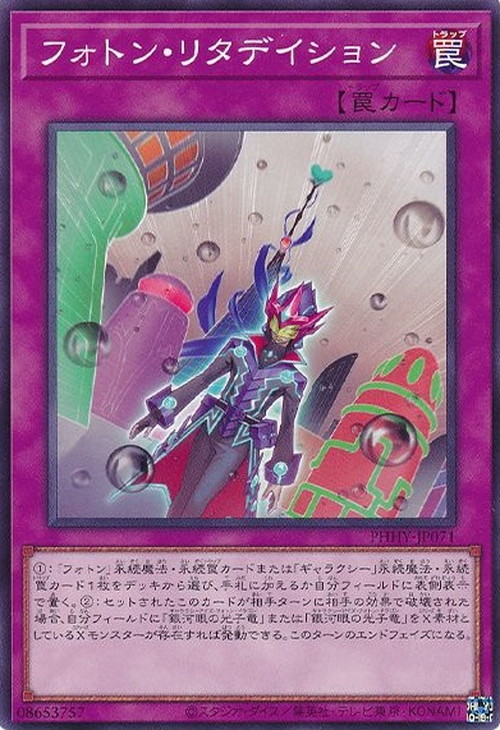 フォトン・リタデイション
トラップ
罠
トラップ
【罠カード】
PHHY-JP071
①：「フォトン」永続魔法・永続罠カードまたは「ギャラクシー」永続魔法・永続
罠カード１枚をデッキから選び、手札に加えるか自分フィールドに表側表示
で置く。②：セットされたこのカードが相手ターンに相手の効果で破壊された
場合、自分フィールドに「銀河眼の光子竜」または「銀河眼の光子竜」をＸ素材と
しているＸモンスターが存在すれば発動できる。このターンのエンドフェイズになる。
08653757
©スタジオ・ダイス／集英社・テレビ東京・KONAMI